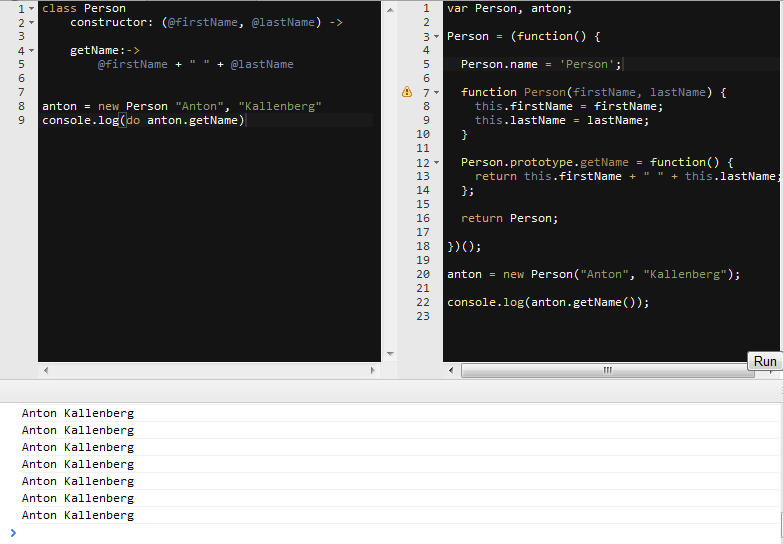 1 class Person
2 constructor: (@firstName, @lastName) ->
3
4 getName:->
5 @firstName + " " + @lastName
6
7
8 anton = new Person "Anton", "Kallenberg"
9 console.log(do anton.getName)
1 var Person, anton;
2
3 Person = (function() {
4
5 Person.name = 'Person';
6
7 function Person(firstName, lastName) {
8 this.firstName = firstName;
9 this.lastName = lastName;
10 }
11
12 Person.prototype.getName = function() {
13 return this.firstName + " " + this.lastName;
14 };
15
16 return Person;
17
18 })();
19
20 anton = new Person("Anton", "Kallenberg");
21
22 console.log(anton.getName());
23
Run
Anton Kallenberg
Anton Kallenberg
Anton Kallenberg
Anton Kallenberg
Anton Kallenberg
Anton Kallenberg
Anton Kallenberg
>